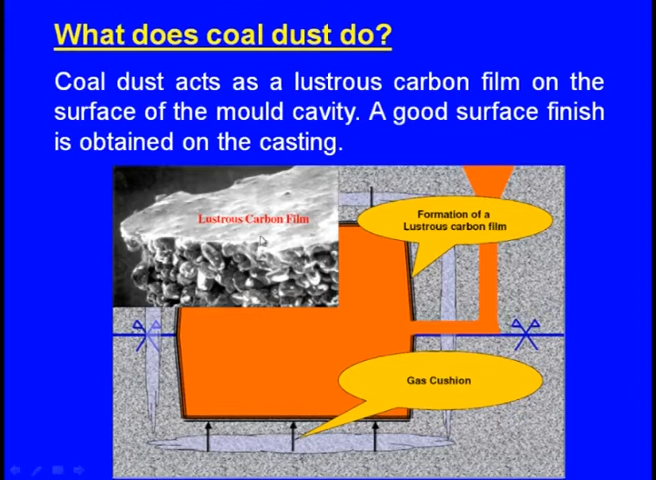 What does coal dust do?
Coal dust acts as a lustrous carbon film on the
surface of the mould cavity. A good surface finish
is obtained on the casting.
Lustrous Carbon Film
Formation of a
Lustrous carbon film
Gas Cushion